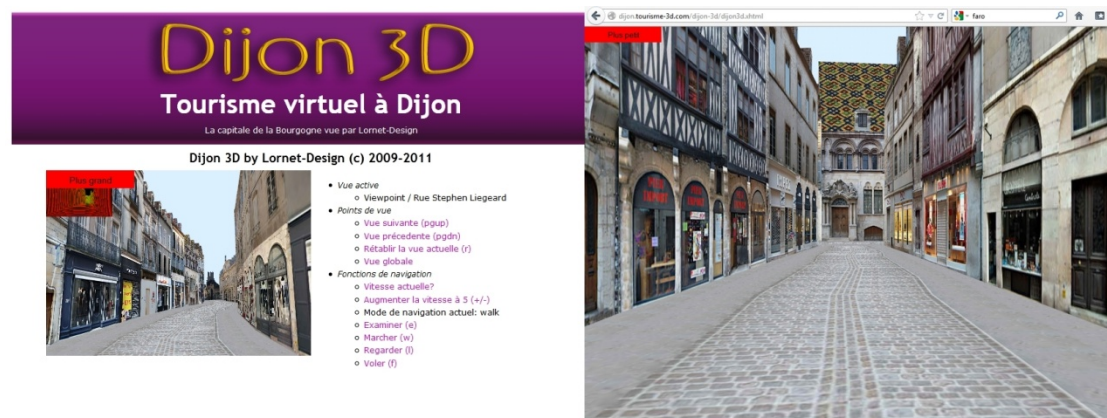 Dijon 3D
Tourisme virtuel à Dijon
La capitale de la Bourgogne vue par Lornet-Design
Dijon 3D by Lornet-Design (c) 2009-2011
Plus grand
Vue active
Viewpoint / Rue Stephen Liegeard
Points de vue
Vue suivante (pgup)
Vue précedente (pgdn)
Rétablir la vue actuelle (r)
Vue globale
Fonctions de navigation
Vitesse actuelle?
Augmenter la vitesse à 5 (+/-)
Mode de navigation actuel: walk
Examiner (e)
Marcher (w)
Regarder (l)
Voler (f)
dijon.tourisme-3d.com/dijon-3d/dijon3d.xhtml
faro
Plus petit